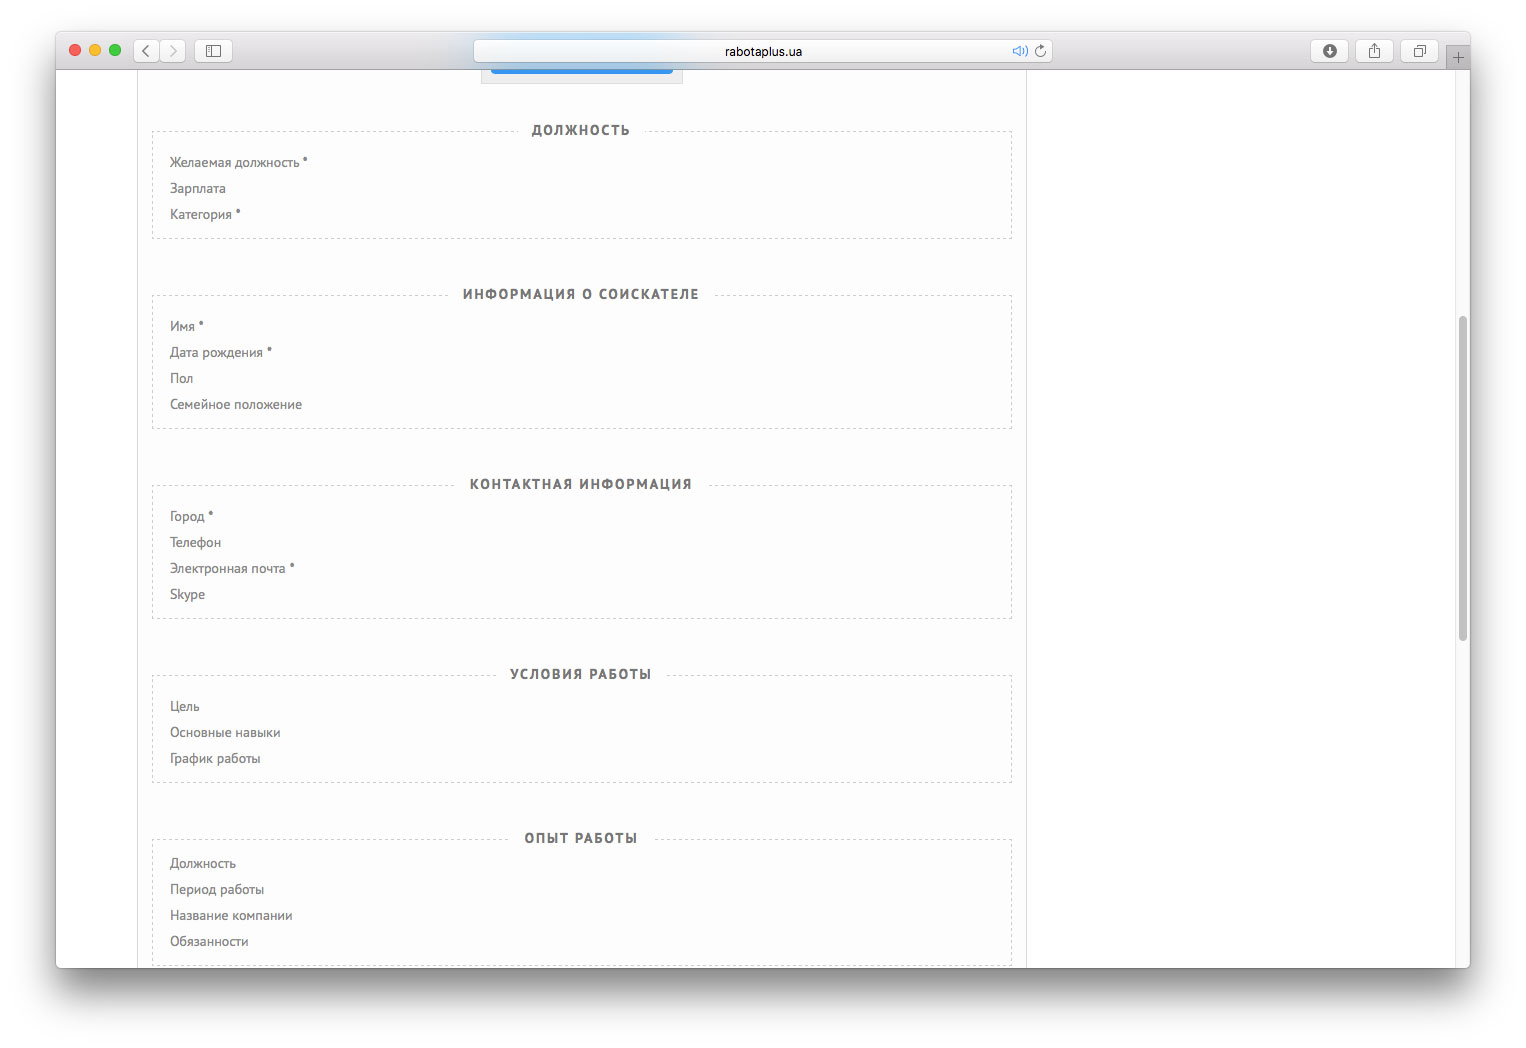 rabotaplus.ua
ДОЛЖНОСТЬ
Желаемая должность *
Зарплата
Категория *
ИНФОРМАЦИЯ О СОИСКАТЕЛЕ
Имя *
Дата рождения *
Пол
Семейное положение
КОНТАКТНАЯ ИНФОРМАЦИЯ
Город *
Телефон
Электронная почта *
Skype
УСЛОВИЯ РАБОТЫ
Цель
Основные навыки
График работы
ОПЫТ РАБОТЫ
Должность
Период работы
Название компании
Обязанности